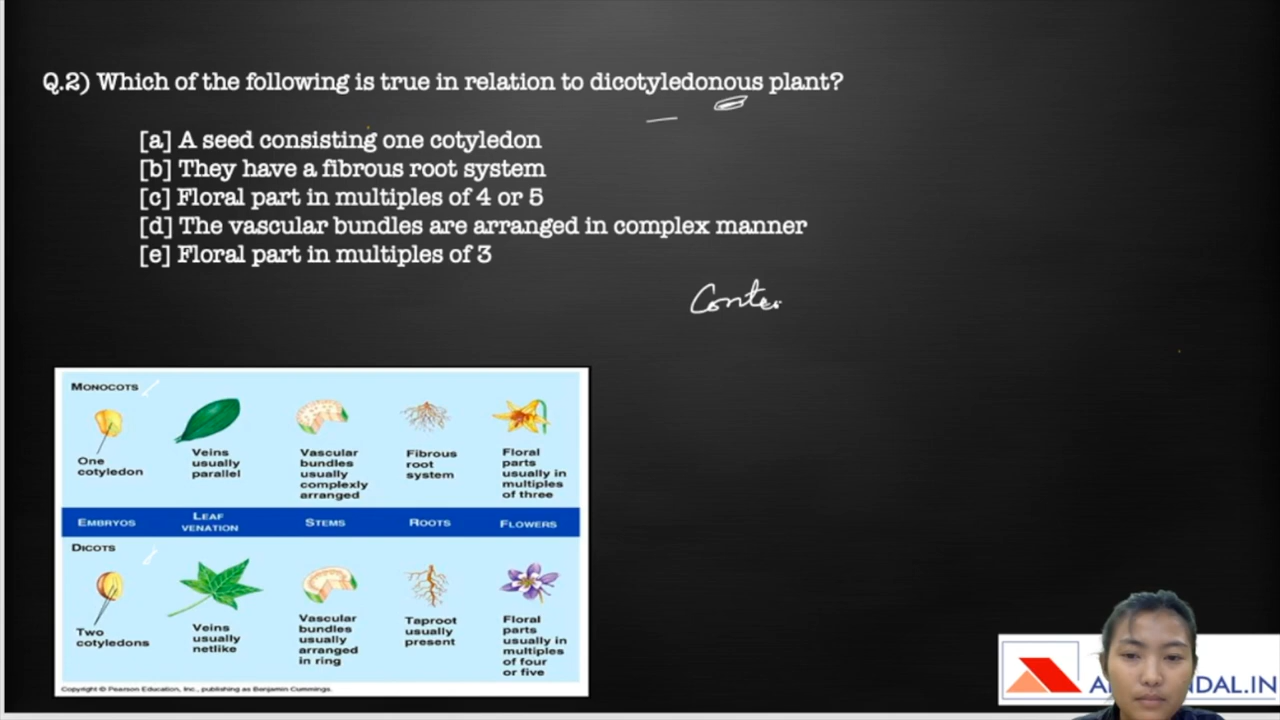 Q.2) Which of the following is true in relation to dicotyledonous plant?
[a] A seed consisting one cotyledon
[b] They have a fibrous root system
[c] Floral part in multiples of 4 or 5
[d] The vascular bundles are arranged in complex manner
[e] Floral part in multiples of 3
MONOCOTS
One
cotyledon
Veins
usually
parallel
Vascular
bundles
usually
complexly
arranged
Fibrous
root
system
Floral
parts
usually in
multiples
of three
EMBRYOS
LEAF
VENATION
STEMS
ROOTS
FLOWERS
DICOTS
Two
cotyledons
Veins
usually
netlike
Vascular
bundles
usually
arranged
in ring
Taproot
usually
present
Floral
parts
usually in
multiples
of four
or five
Copyright © Pearson Education, Inc., publishing as Benjamin Cummings.